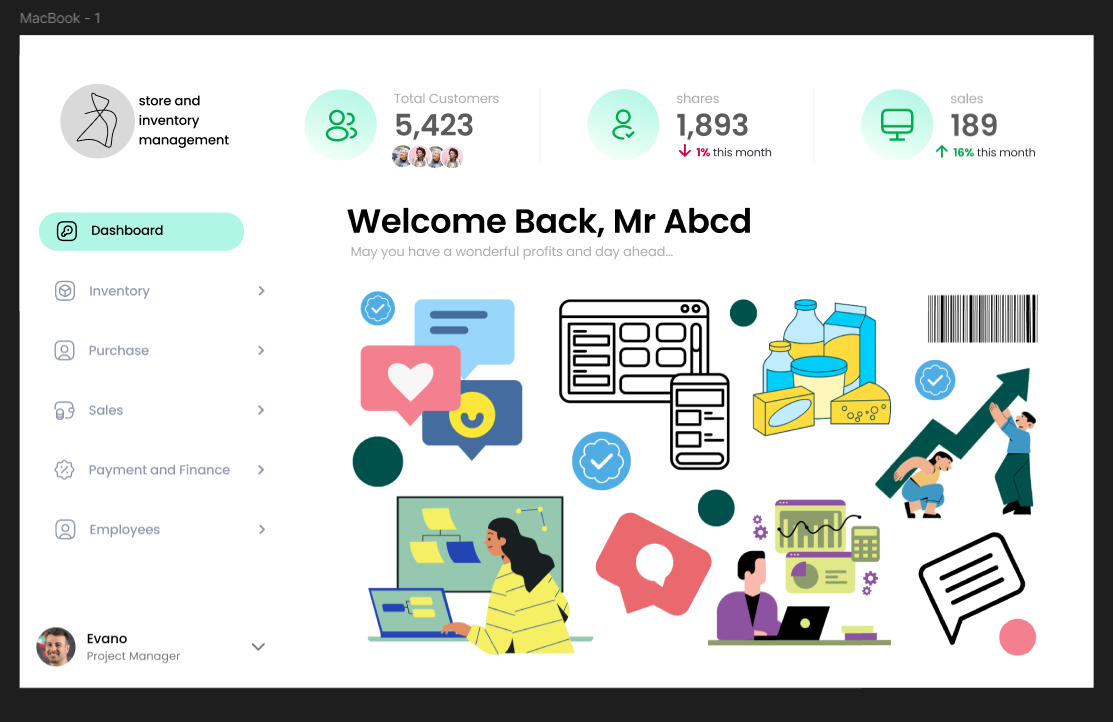 MacBook - 1
store and
inventory
management
Total Customers
5,423
shares
1,893
1% this month
sales
189
16% this month
Dashboard
Inventory
Purchase
Sales
Payment and Finance
Employees
Evano
Project Manager
Welcome Back, Mr Abcd
May you have a wonderful profits and day ahead...